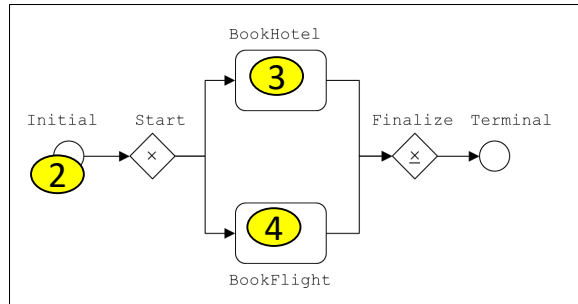 BookHotel
3
Initial
Start
Finalize
Terminal
2
×
×
4
BookFlight